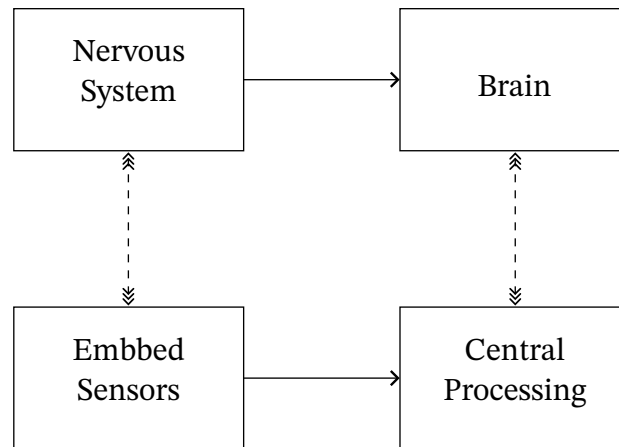 Nervous
System
Brain
Embbed
Sensors
Central
Processing